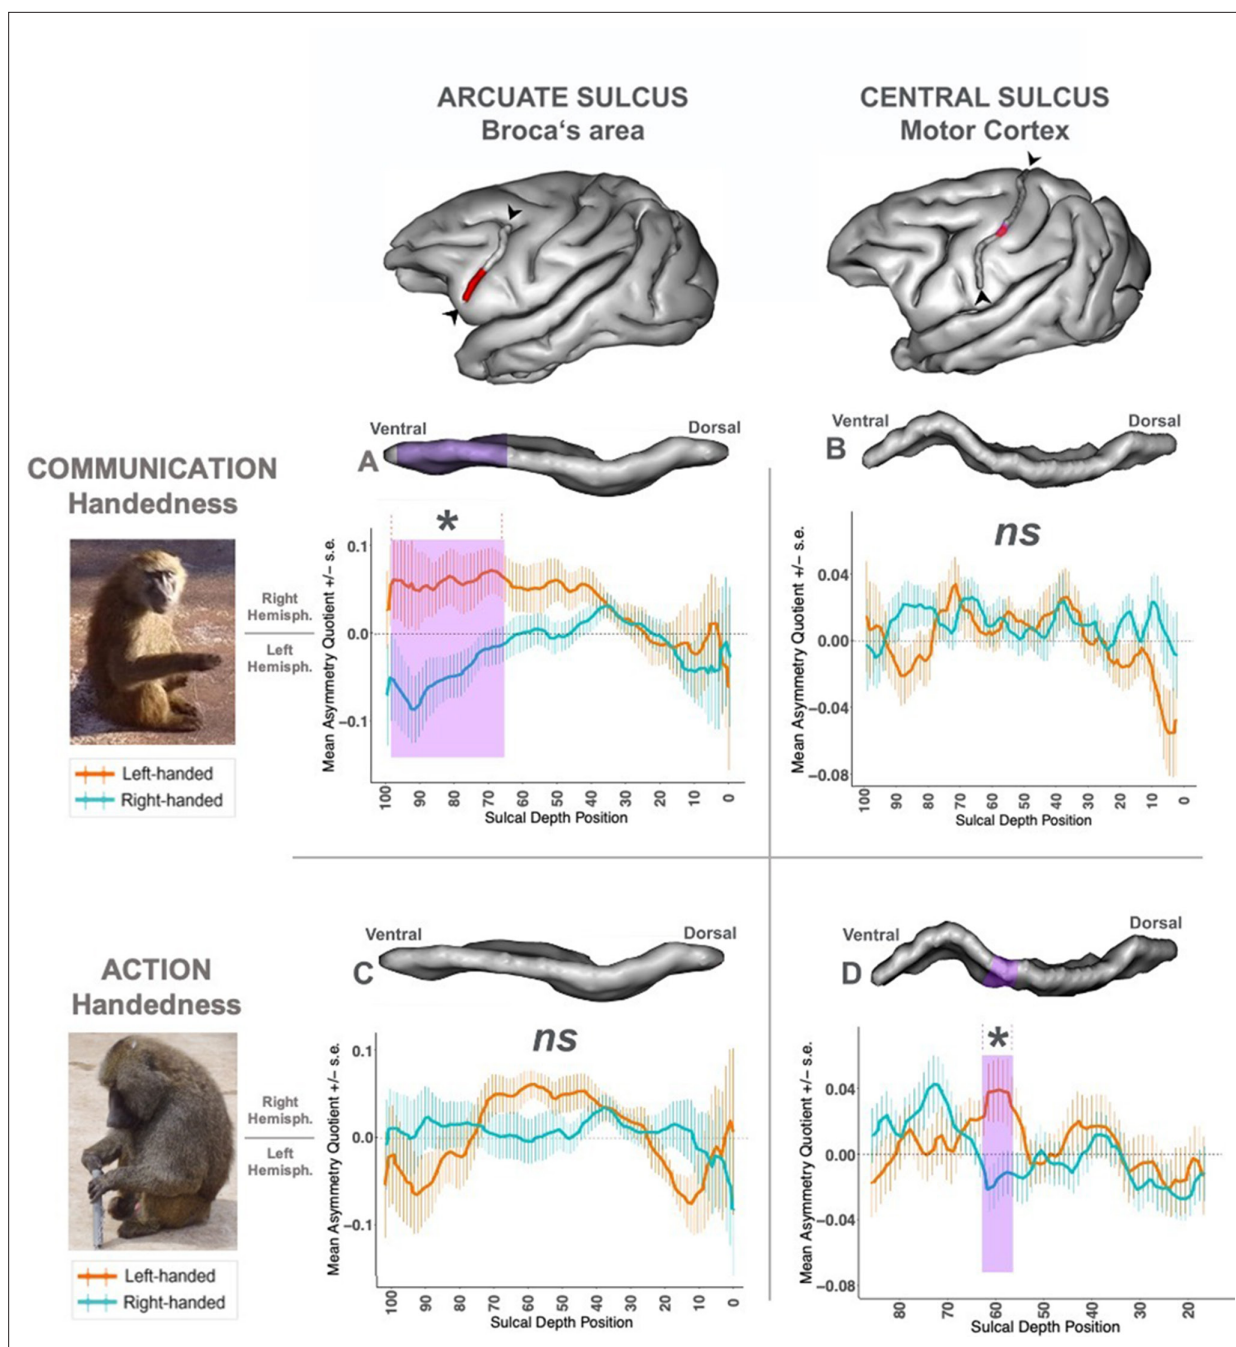 ARCUATE SULCUS
Broca‘s area
CENTRAL SULCUS
Motor Cortex
COMMUNICATION
Handedness
Ventral
Dorsal
A
*
Mean Asymmetry Quotient +/− s.e.
0.1
0.0
−0.1
100
90
80
70
60
50
40
30
20
10
0
Sulcal Depth Position
Right
Hemisph.
Left
Hemisph.
Left-handed
Right-handed
Ventral
Dorsal
B
ns
Mean Asymmetry Quotient +/− s.e.
0.04
0.00
−0.04
−0.08
100
90
80
70
60
50
40
30
20
10
0
Sulcal Depth Position
ACTION
Handedness
Ventral
Dorsal
C
ns
Mean Asymmetry Quotient +/− s.e.
0.1
0.0
−0.1
100
90
80
70
60
50
40
30
20
10
0
Sulcal Depth Position
Right
Hemisph.
Left
Hemisph.
Left-handed
Right-handed
Ventral
Dorsal
D
*
Mean Asymmetry Quotient +/− s.e.
0.04
0.00
−0.04
−0.08
80
70
60
50
40
30
20
Sulcal Depth Position